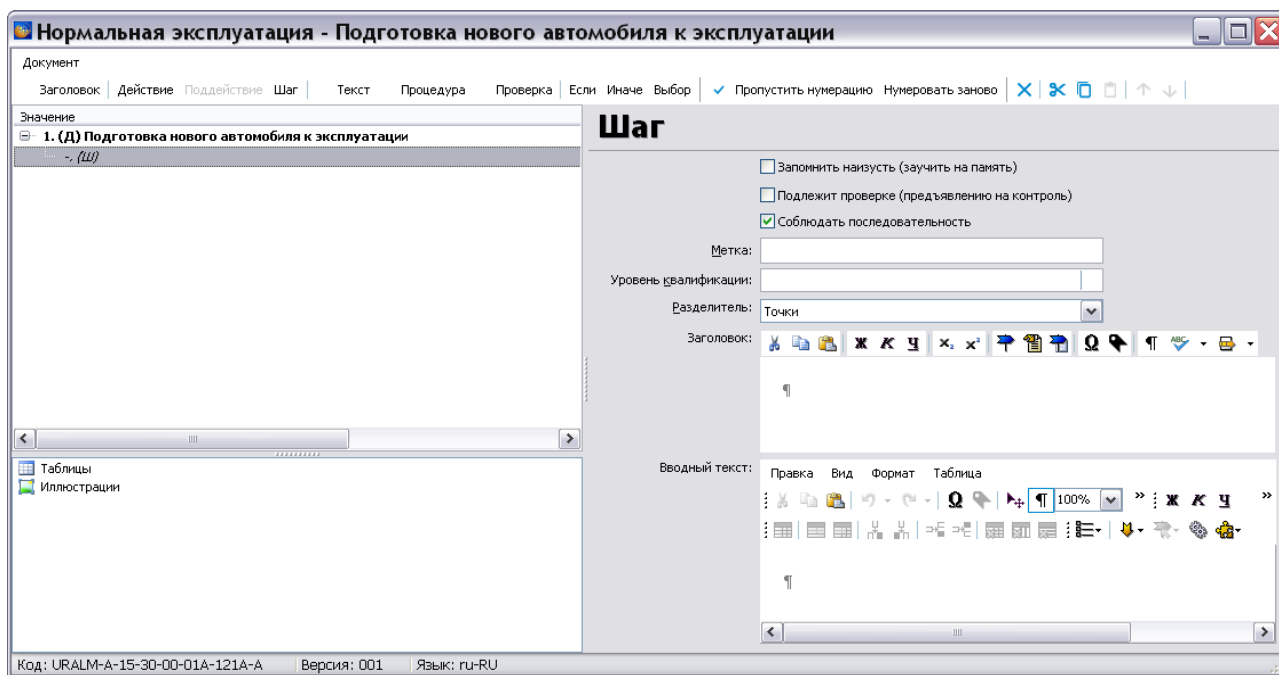 Нормальная эксплуатация - Подготовка нового автомобиля к эксплуатации
Документ
Заголовок Действие Поддействие Шаг Текст Процедура Проверка Если Иначе Выбор Пропустить нумерацию Нумеровать заново
Значение
1. (Д) Подготовка нового автомобиля к эксплуатации
-. (Ш)
Шаг
Запомнить наизусть (заучить на память)
Подлежит проверке (предъявлению на контроль)
Соблюдать последовательность
Метка:
Уровень квалификации:
Разделитель: Точки
Заголовок: Ж К Ч x₂ x² Ω ¶ ABC
¶
Таблицы
Иллюстрации
Вводный текст: Правка Вид Формат Таблица
Ω ¶ 100% » Ж К Ч »
¶
Код: URALM-A-15-30-00-01A-121A-A Версия: 001 Язык: ru-RU